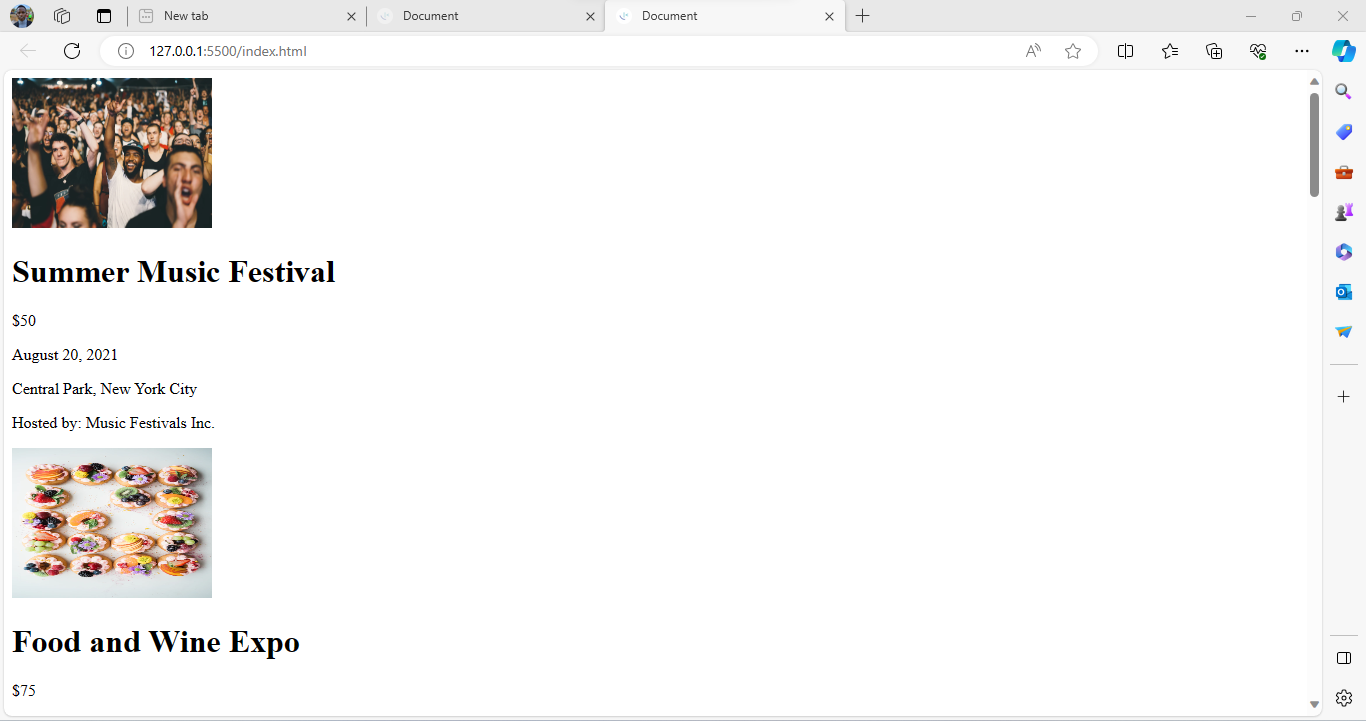 New tab
Document
Document
127.0.0.1:5500/index.html
Summer Music Festival
$50
August 20, 2021
Central Park, New York City
Hosted by: Music Festivals Inc.
Food and Wine Expo
$75